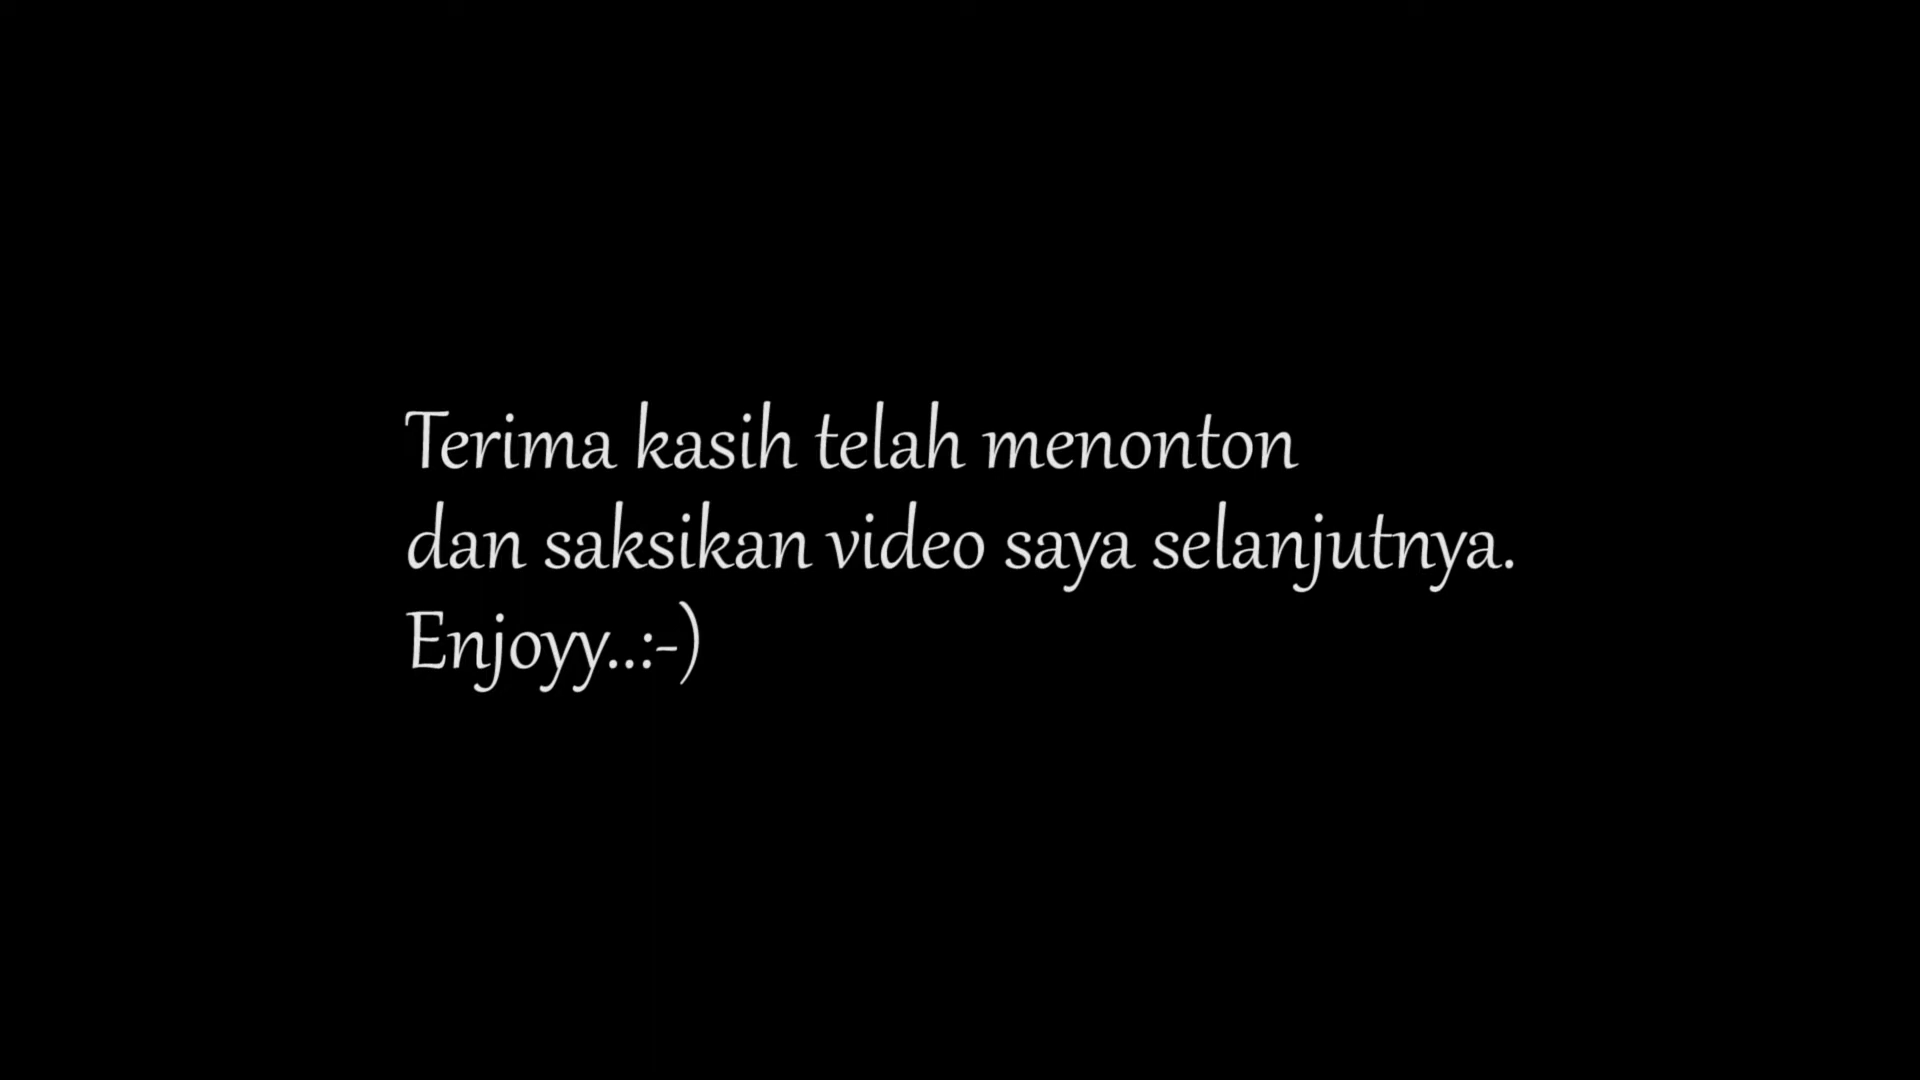 Terima kasih telah menonton
dan saksikan video saya selanjutnya.
Enjoyy..:-)